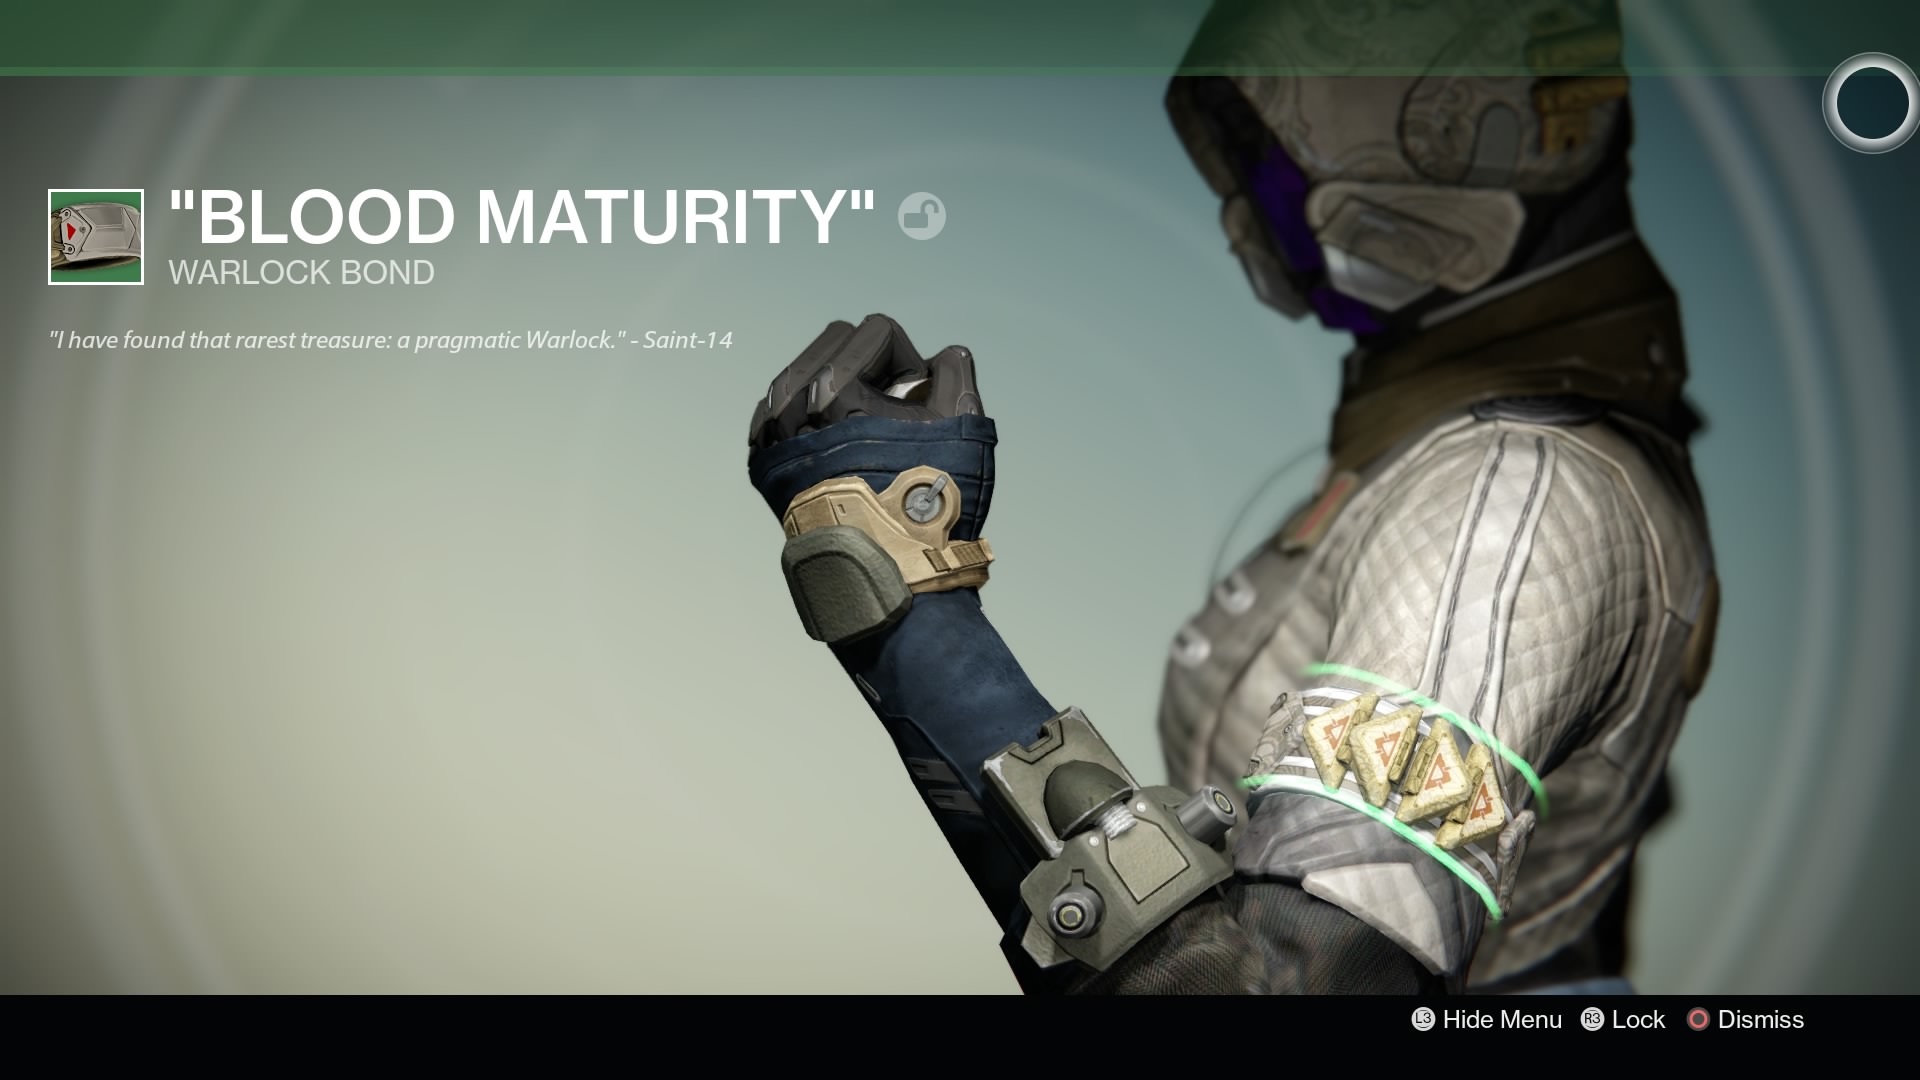 "BLOOD MATURITY"
WARLOCK BOND
"I have found that rarest treasure: a pragmatic Warlock." - Saint-14
L3 Hide Menu R3 Lock Dismiss